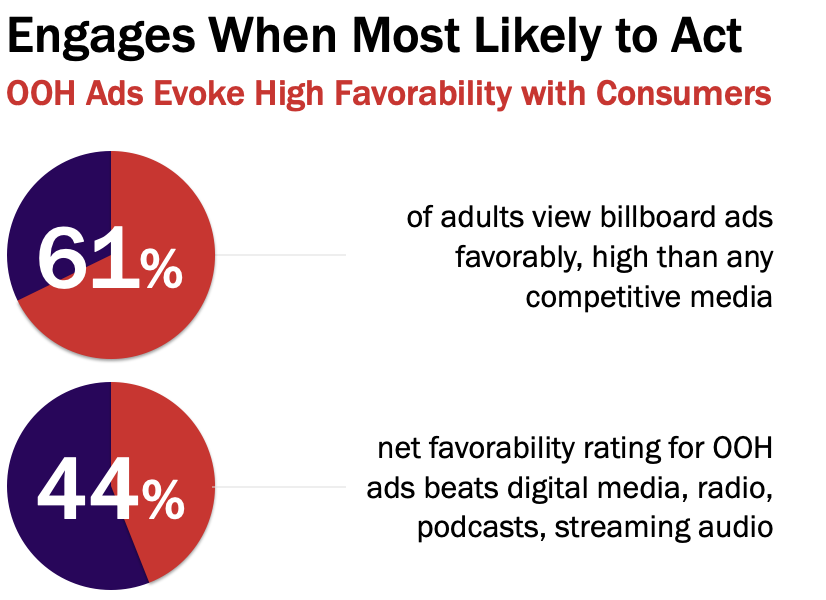 Engages When Most Likely to Act
OOH Ads Evoke High Favorability with Consumers
61%
of adults view billboard ads
favorably, high than any
competitive media
44%
net favorability rating for OOH
ads beats digital media, radio,
podcasts, streaming audio